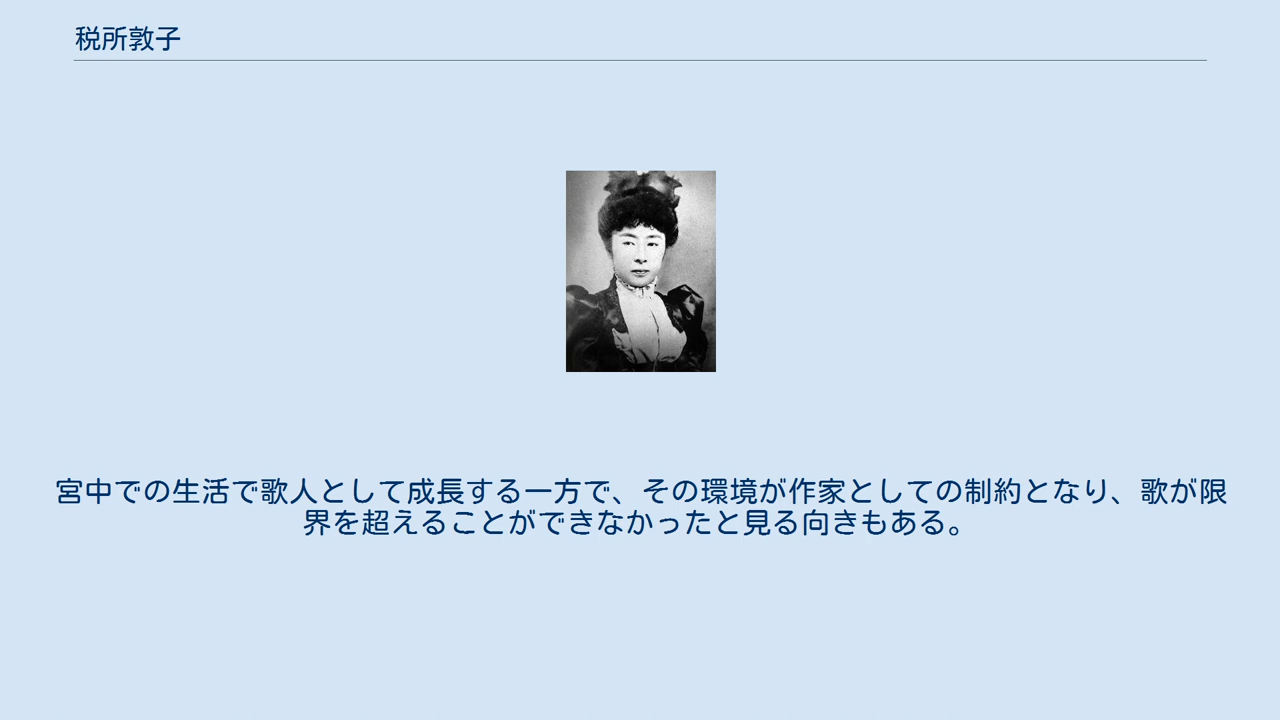 税所敦子
宮中での生活で歌人として成長する一方で、その環境が作家としての制約となり、歌が限
界を超えることができなかったと見る向きもある。